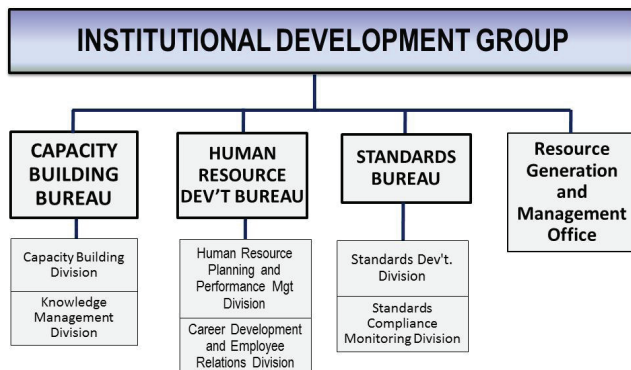 INSTITUTIONAL DEVELOPMENT GROUP
CAPACITY
BUILDING
BUREAU
Capacity Building
Division
Knowledge
Management
Division
HUMAN
RESOURCE
DEV'T BUREAU
Human Resource
Planning and
Performance Mgt
Division
Career Development
and Employee
Relations Division
STANDARDS
BUREAU
Standards Dev't.
Division
Standards
Compliance
Monitoring Division
Resource
Generation
and
Management
Office